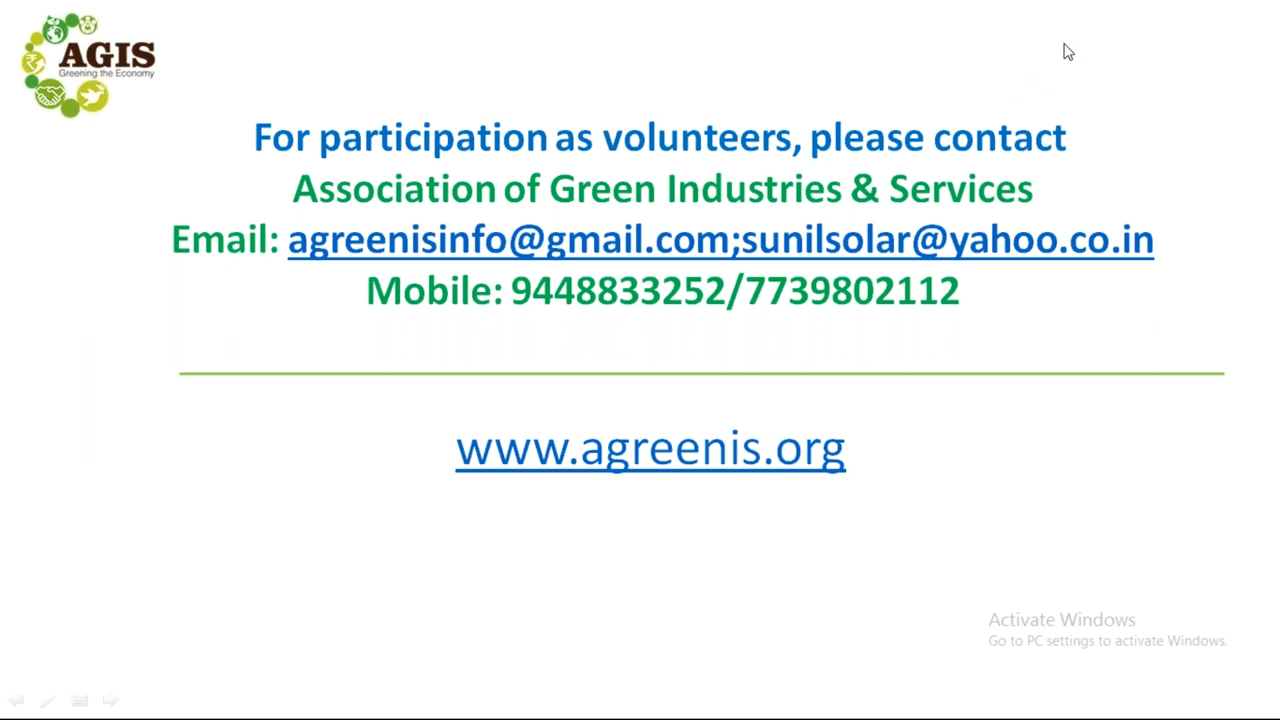 AGIS
Greening the Economy
For participation as volunteers, please contact
Association of Green Industries & Services
Email: agreenisinfo@gmail.com;sunilsolar@yahoo.co.in
Mobile: 9448833252/7739802112
www.agreenis.org
Activate Windows
Go to PC settings to activate Windows.